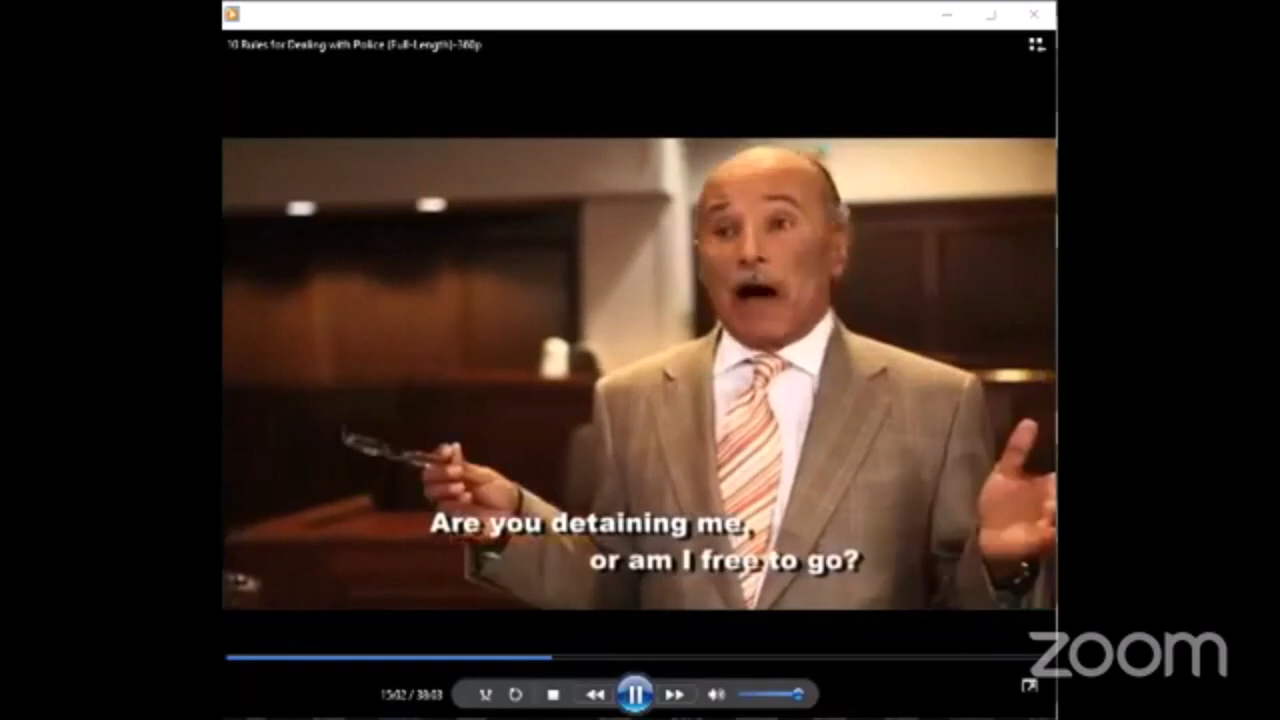 10 Rules for Dealing with Police (Full-Length)-360p
Are you detaining me,
or am I free to go?
zoom
15:02 / 38:03